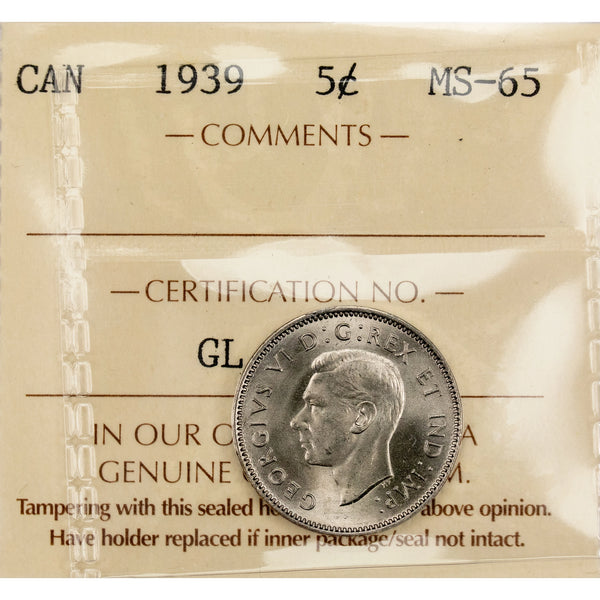 CAN 1939 5¢ MS-65
— COMMENTS —
— CERTIFICATION NO. —
GL
GEORGIVS VI D:G:REX ET IND:IMP:
IN OUR A
GENUINE M.
Tampering with this sealed above opinion.
Have holder replaced if inner package/seal not intact.